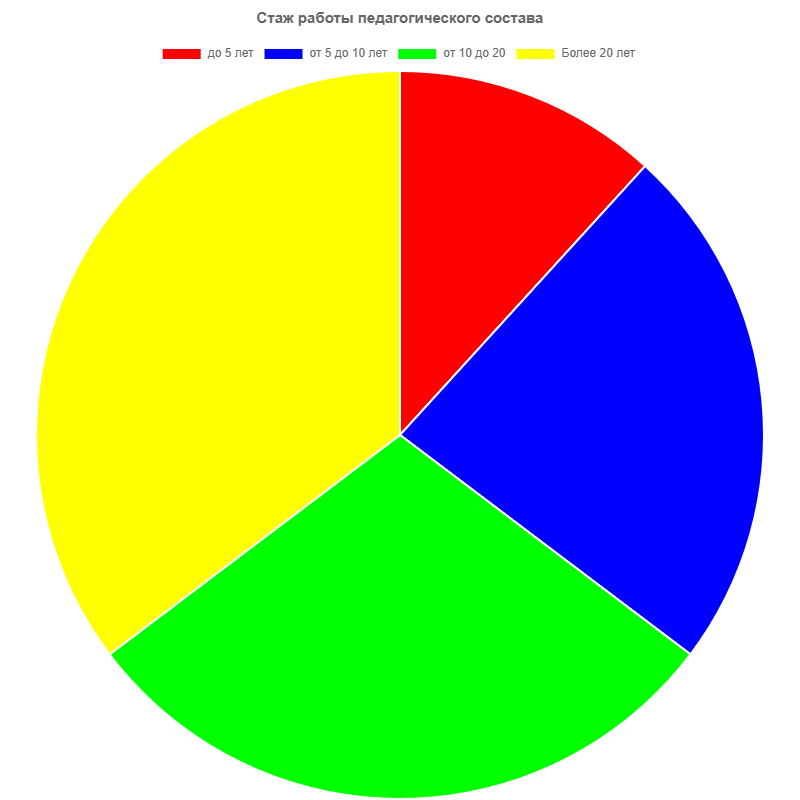 Стаж работы педагогического состава
до 5 лет от 5 до 10 лет от 10 до 20 Более 20 лет